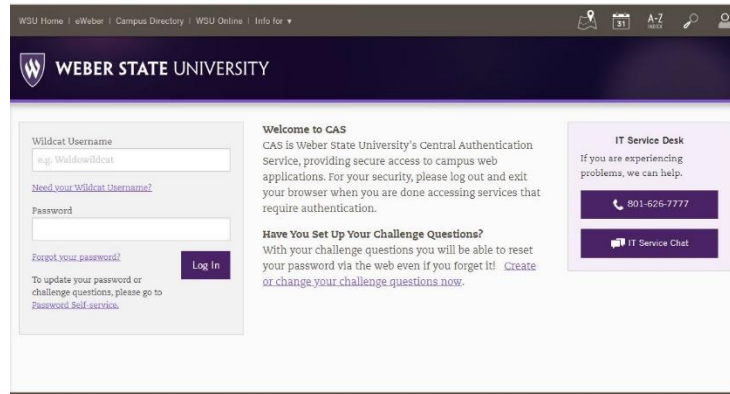 WSU Home | eWeber | Campus Directory | WSU Online | Info for ▾
31
A-Z
INDEX
W
WEBER STATE UNIVERSITY
Wildcat Username
e.g. Waldowildcat
Need your Wildcat Username?
Password
Forgot your password?
Log In
To update your password or
challenge questions, please go to
Password Self-service.
Welcome to CAS
CAS is Weber State University's Central Authentication
Service, providing secure access to campus web
applications. For your security, please log out and exit
your browser when you are done accessing services that
require authentication.
Have You Set Up Your Challenge Questions?
With your challenge questions you will be able to reset
your password via the web even if you forget it! Create
or change your challenge questions now.
IT Service Desk
If you are experiencing
problems, we can help.
801-626-7777
IT Service Chat